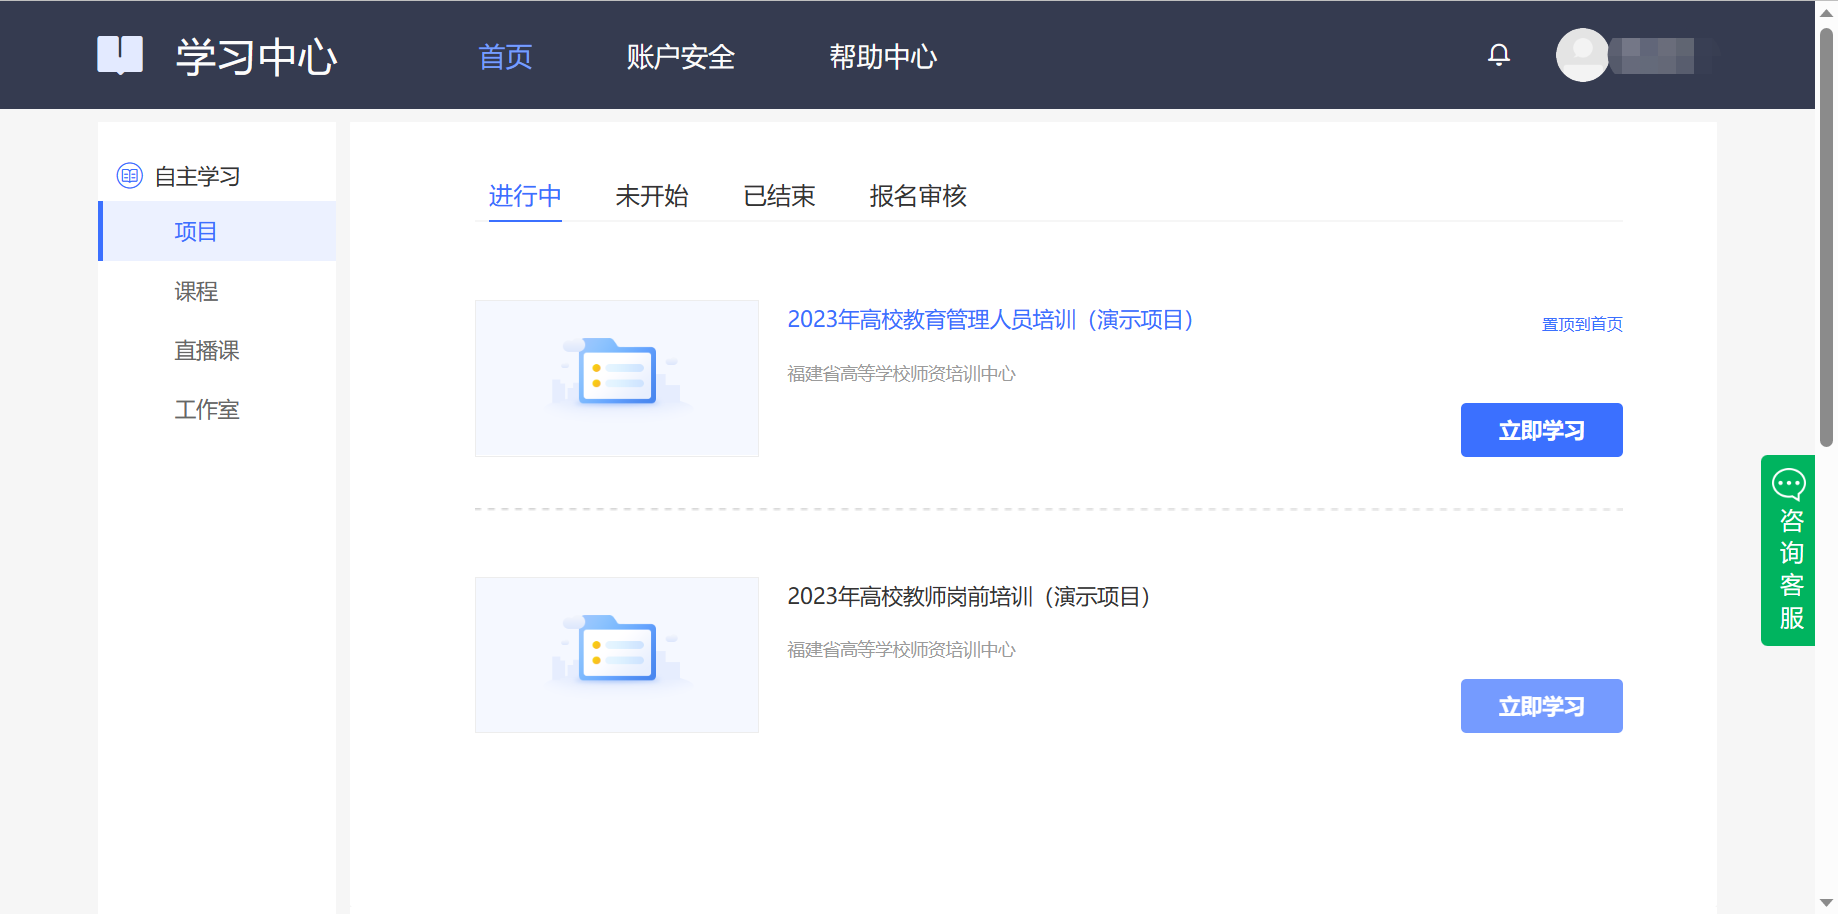 学习中心
首页
账户安全
帮助中心
自主学习
项目
课程
直播课
工作室
进行中
未开始
已结束
报名审核
2023年高校教育管理人员培训（演示项目）
置顶到首页
福建省高等学校师资培训中心
立即学习
2023年高校教师岗前培训（演示项目）
福建省高等学校师资培训中心
立即学习
咨询客服